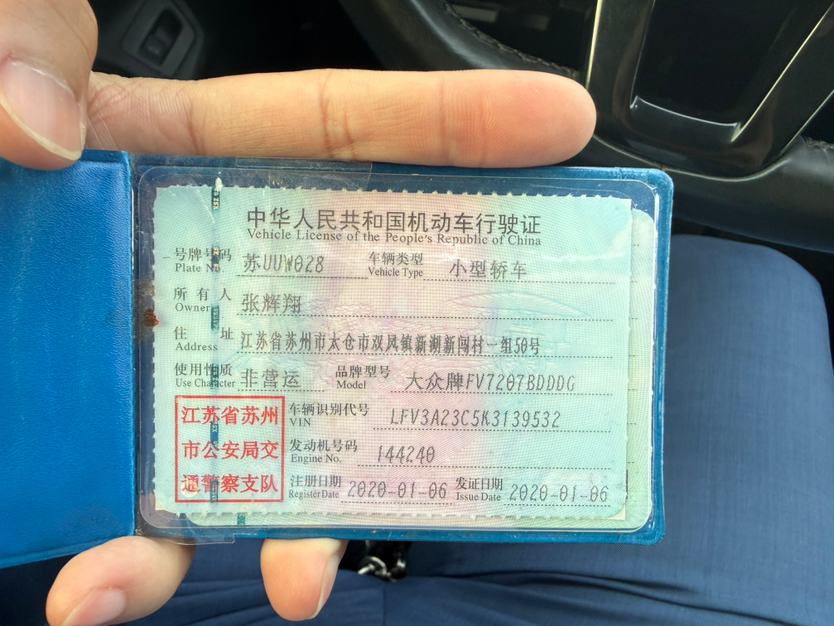 中华人民共和国机动车行驶证
Vehicle License of the People's Republic of China
号牌号码 苏UUW028 车辆类型 小型轿车
Plate No. Vehicle Type
所有人 张辉翔
Owner
住址 江苏省苏州市太仓市双凤镇新湖新闯村一组50号
Address
使用性质 非营运 品牌型号 大众牌FV7207BDDDG
Use Character Model
江苏省苏州
市公安局交
通警察支队
车辆识别代号 LFV3A23C5K3139532
VIN
发动机号码 144240
Engine No.
注册日期 2020-01-06 发证日期 2020-01-06
Register Date Issue Date